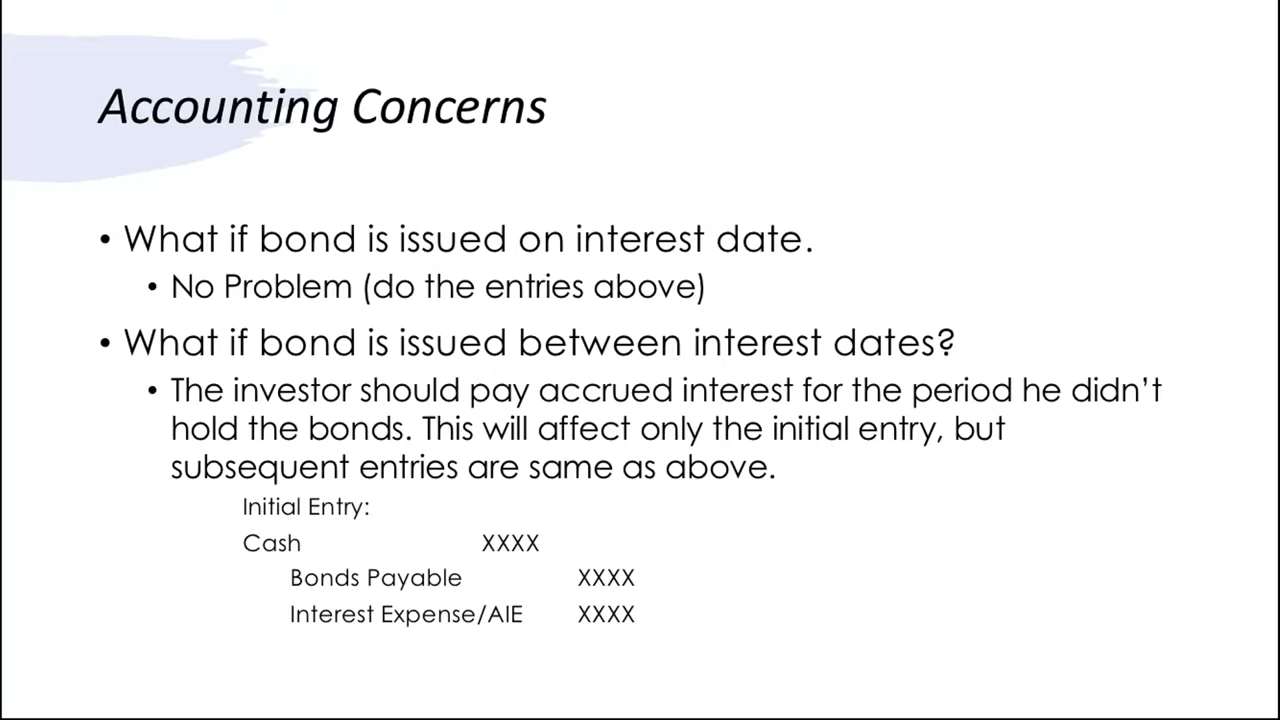 Accounting Concerns
• What if bond is issued on interest date.
• No Problem (do the entries above)
• What if bond is issued between interest dates?
• The investor should pay accrued interest for the period he didn't
hold the bonds. This will affect only the initial entry, but
subsequent entries are same as above.
Initial Entry:
Cash XXXX
Bonds Payable XXXX
Interest Expense/AIE XXXX